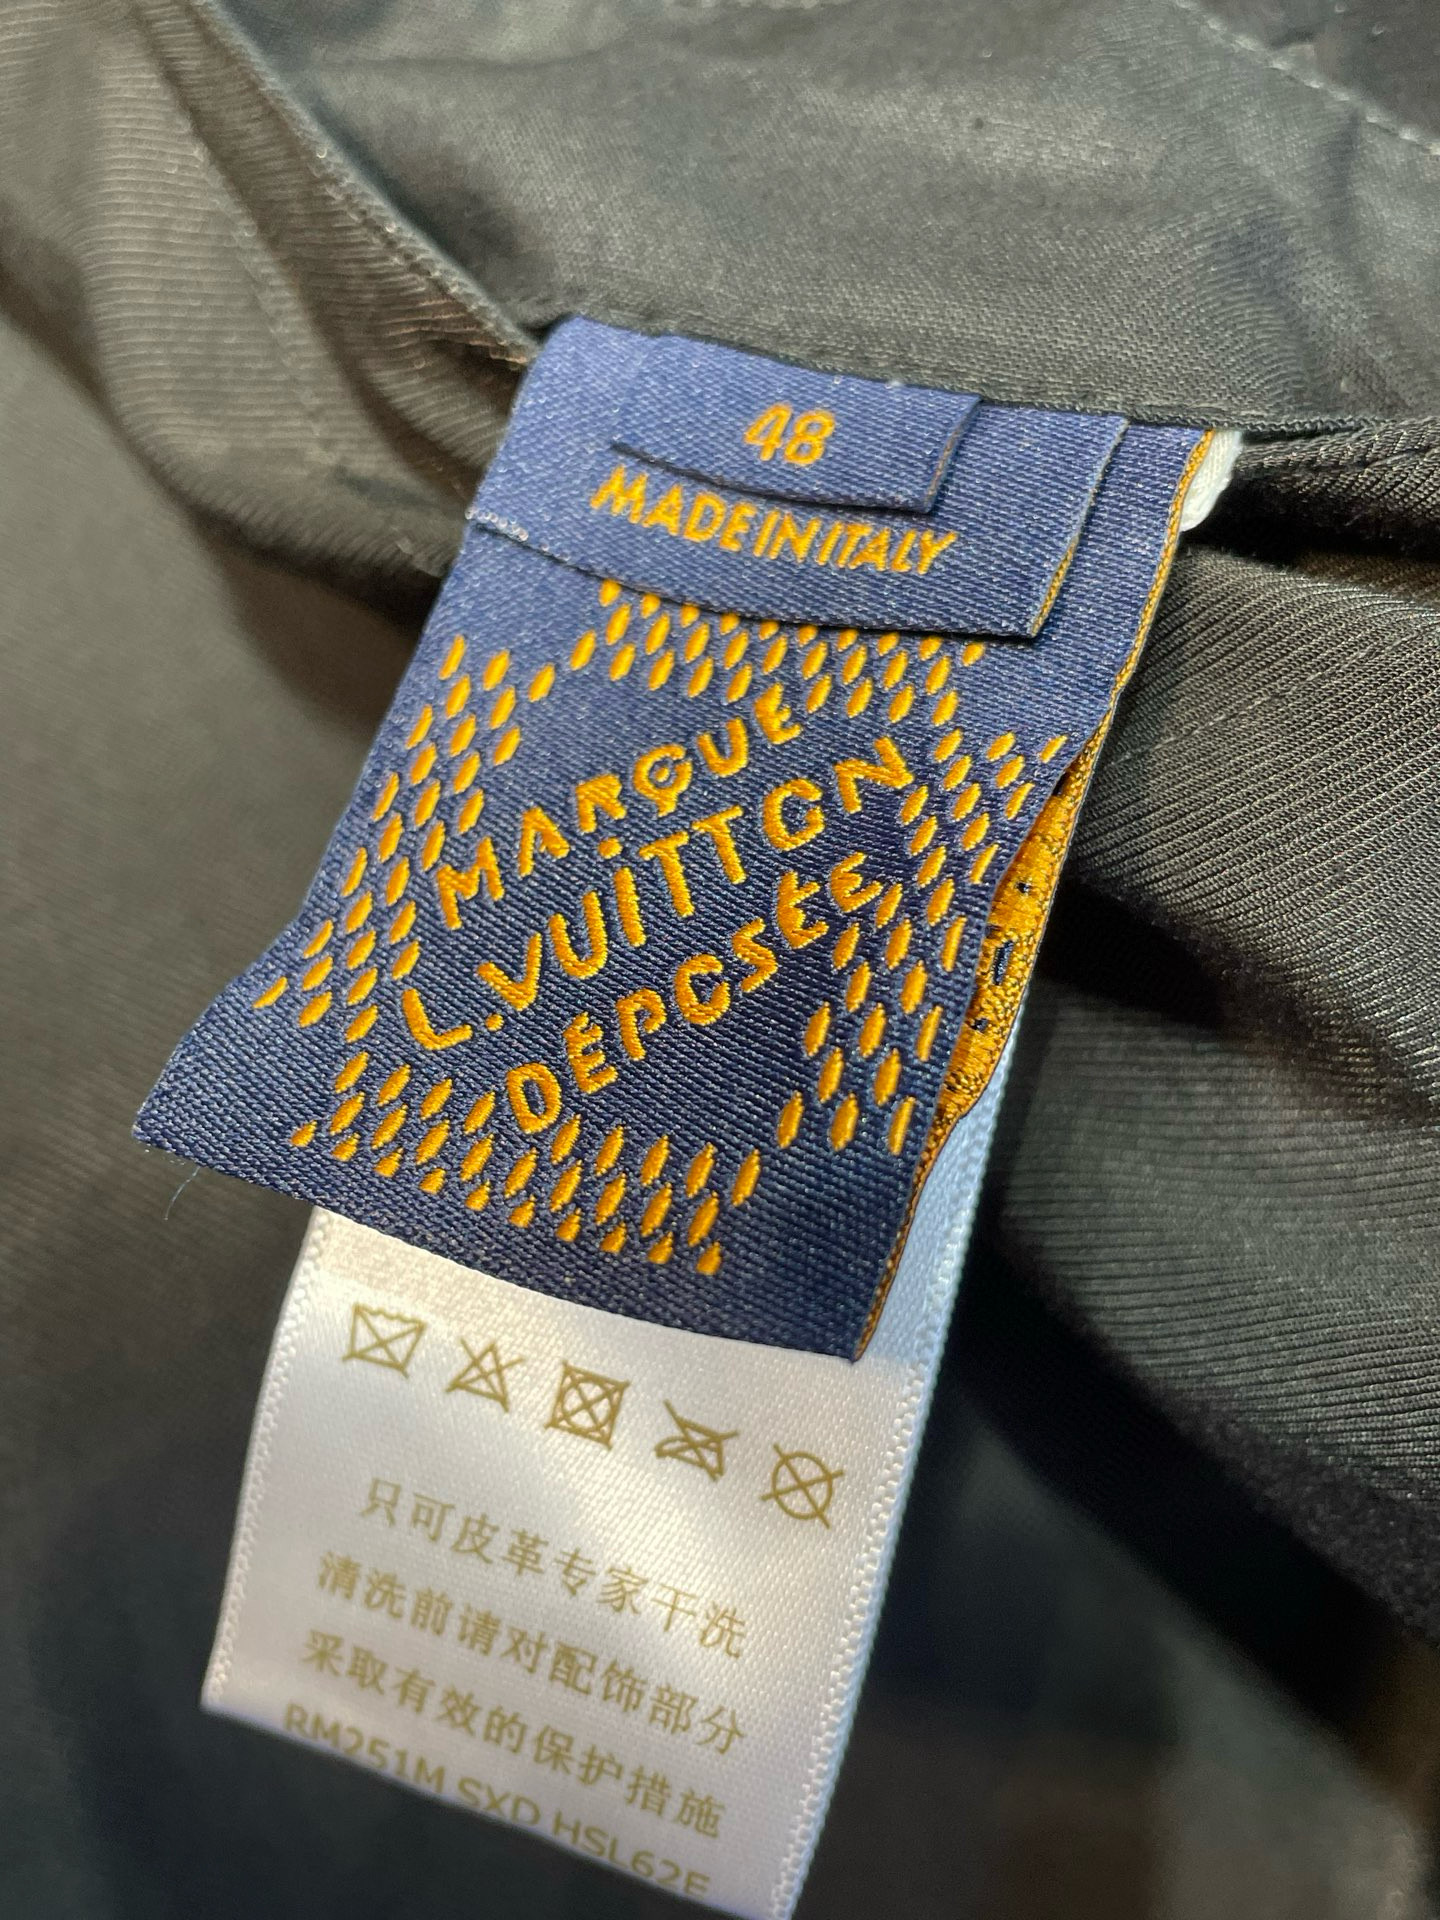 48
MADE IN ITALY
MARQUE
L.VUITTON
DÉPOSÉE
只可皮革专家干洗
清洗前请对配饰部分
采取有效的保护措施
RM251M SXD HSL62E